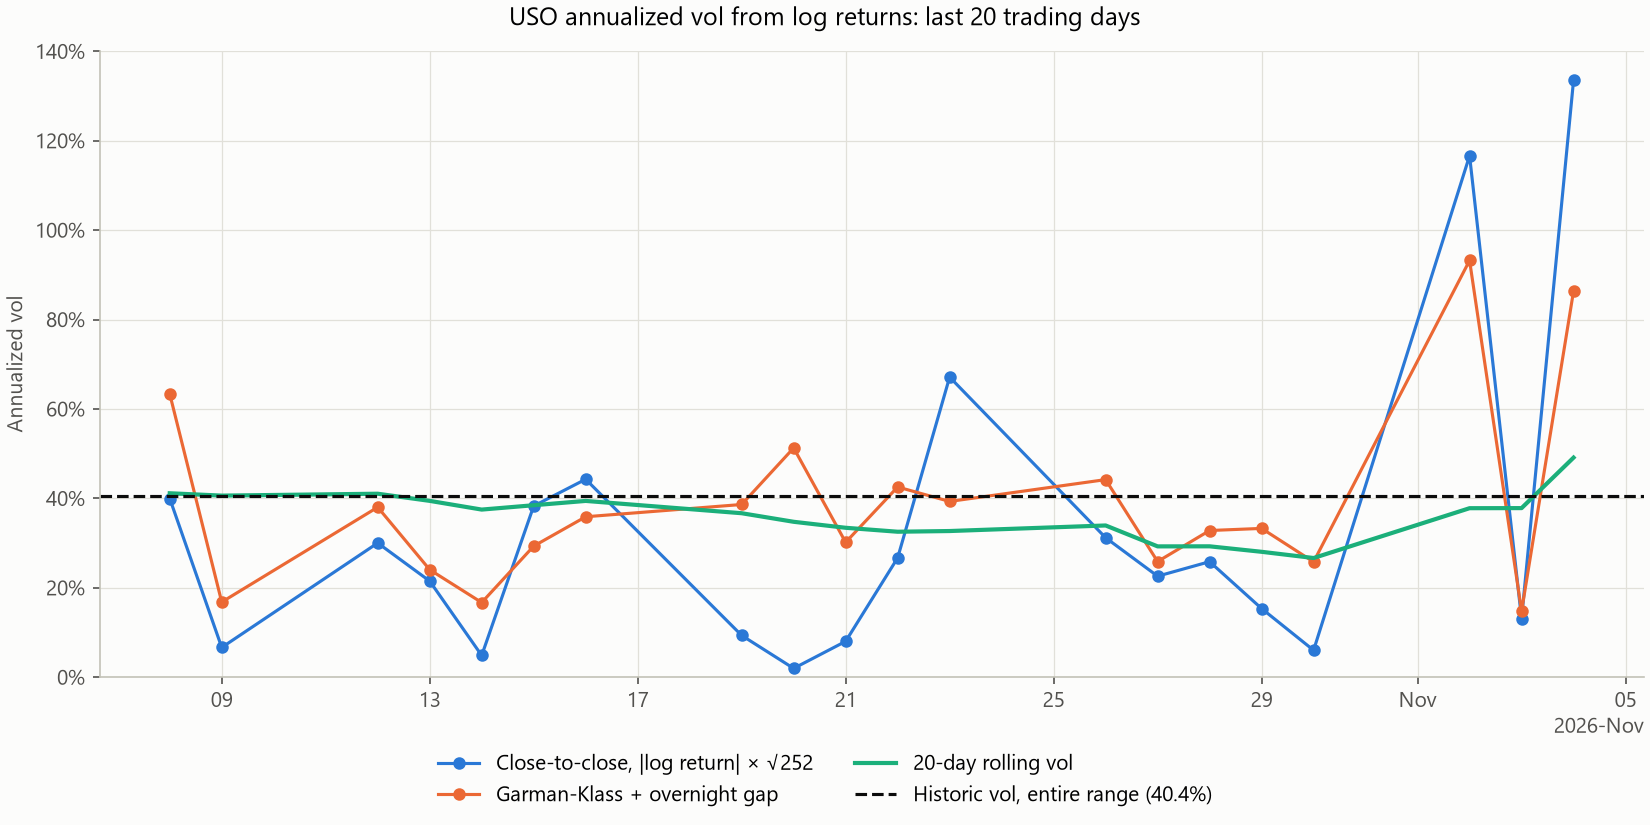 USO annualized vol from log returns: last 20 trading days
140%
120%
100%
80%
60%
40%
20%
0%
Annualized vol
09 13 17 21 25 29 Nov 05
2026-Nov
Close-to-close, |log return| × √252
Garman-Klass + overnight gap
20-day rolling vol
Historic vol, entire range (40.4%)